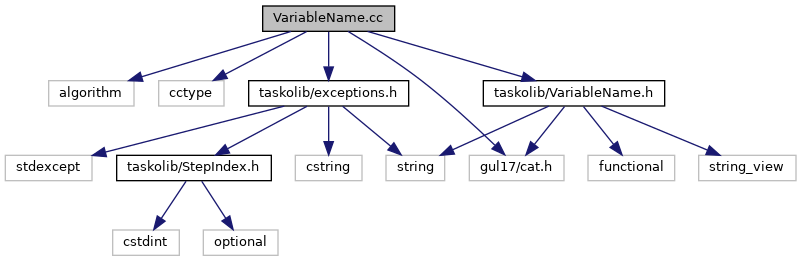 VariableName.cc
algorithm
cctype
taskolib/exceptions.h
taskolib/VariableName.h
stdexcept
taskolib/StepIndex.h
cstring
string
gul17/cat.h
functional
string_view
cstdint
optional